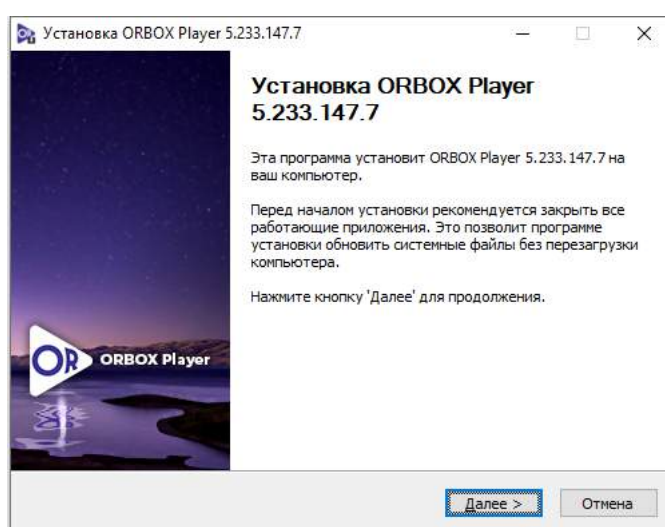 Установка ORBOX Player 5.233.147.7
Установка ORBOX Player
5.233.147.7
Эта программа установит ORBOX Player 5.233.147.7 на
ваш компьютер.
Перед началом установки рекомендуется закрыть все
работающие приложения. Это позволит программе
установки обновить системные файлы без перезагрузки
компьютера.
Нажмите кнопку 'Далее' для продолжения.
OR ORBOX Player
Далее >
Отмена